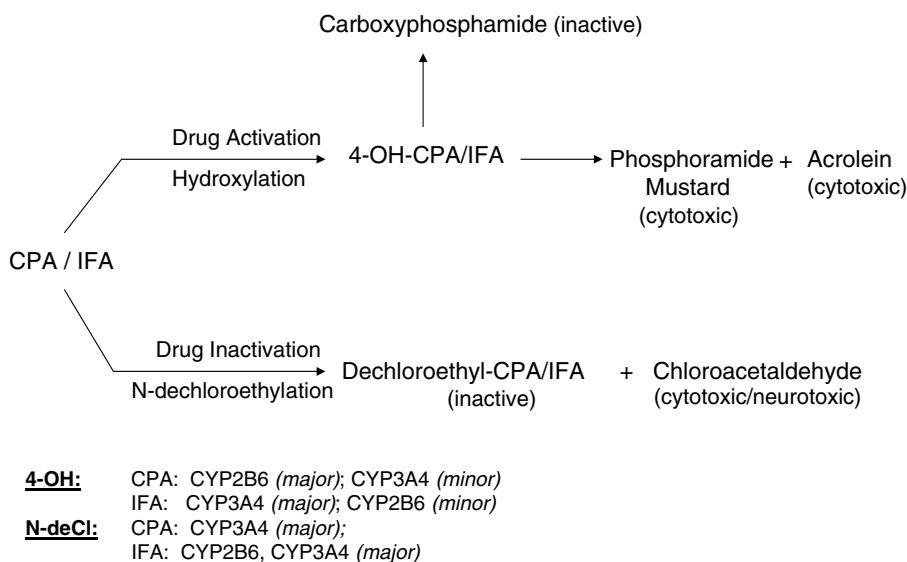 Carboxyphosphamide (inactive)
Drug Activation
Hydroxylation
4-OH-CPA/IFA
Phosphoramide + Acrolein
Mustard (cytotoxic)
(cytotoxic)
CPA / IFA
Drug Inactivation
N-dechloroethylation
Dechloroethyl-CPA/IFA + Chloroacetaldehyde
(inactive) (cytotoxic/neurotoxic)
4-OH: CPA: CYP2B6 (major); CYP3A4 (minor)
IFA: CYP3A4 (major); CYP2B6 (minor)
N-deCl: CPA: CYP3A4 (major);
IFA: CYP2B6, CYP3A4 (major)